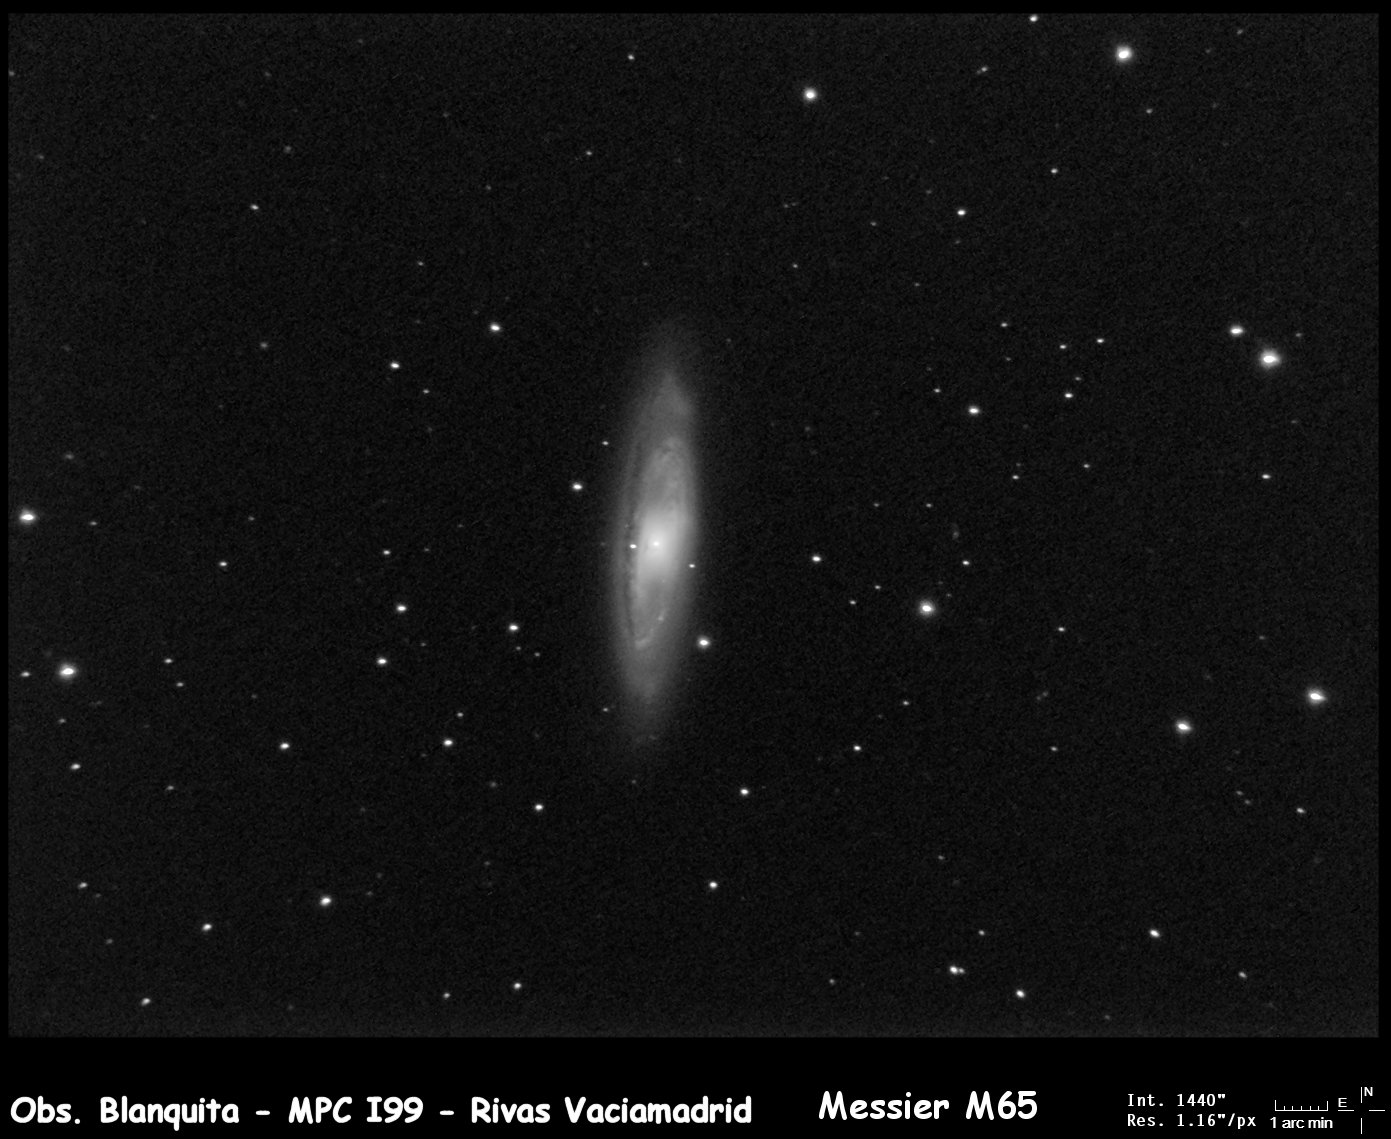 Obs. Blanquita - MPC I99 - Rivas Vaciamadrid
Messier M65
Int. 1440"
Res. 1.16"/px
1 arc min
E
N